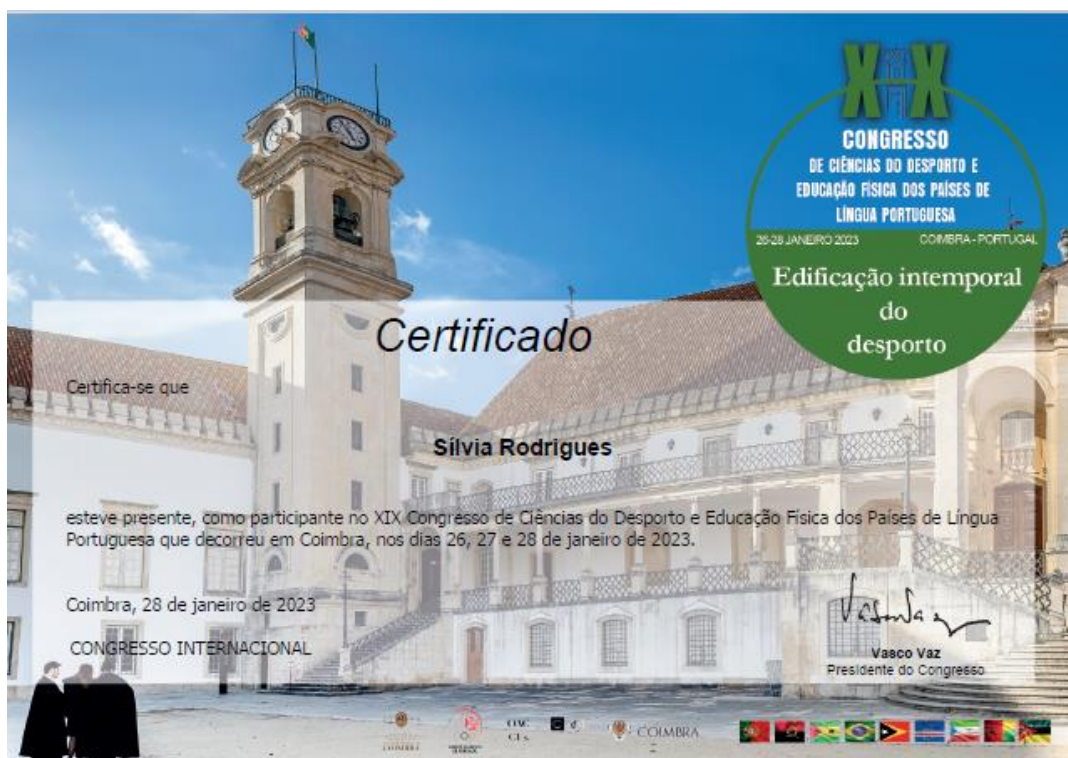 XIX
CONGRESSO
DE CIÊNCIAS DO DESPORTO E
EDUCAÇÃO FÍSICA DOS PAÍSES DE
LÍNGUA PORTUGUESA
26-28 JANEIRO 2023 COIMBRA - PORTUGAL
Edificação intemporal
do
desporto
Certificado
Certifica-se que
Sílvia Rodrigues
esteve presente, como participante no XIX Congresso de Ciências do Desporto e Educação Física dos Países de Língua
Portuguesa que decorreu em Coimbra, nos dias 26, 27 e 28 de janeiro de 2023.
Coimbra, 28 de janeiro de 2023
CONGRESSO INTERNACIONAL
Vasco Vaz
Presidente do Congresso
COIMBRA